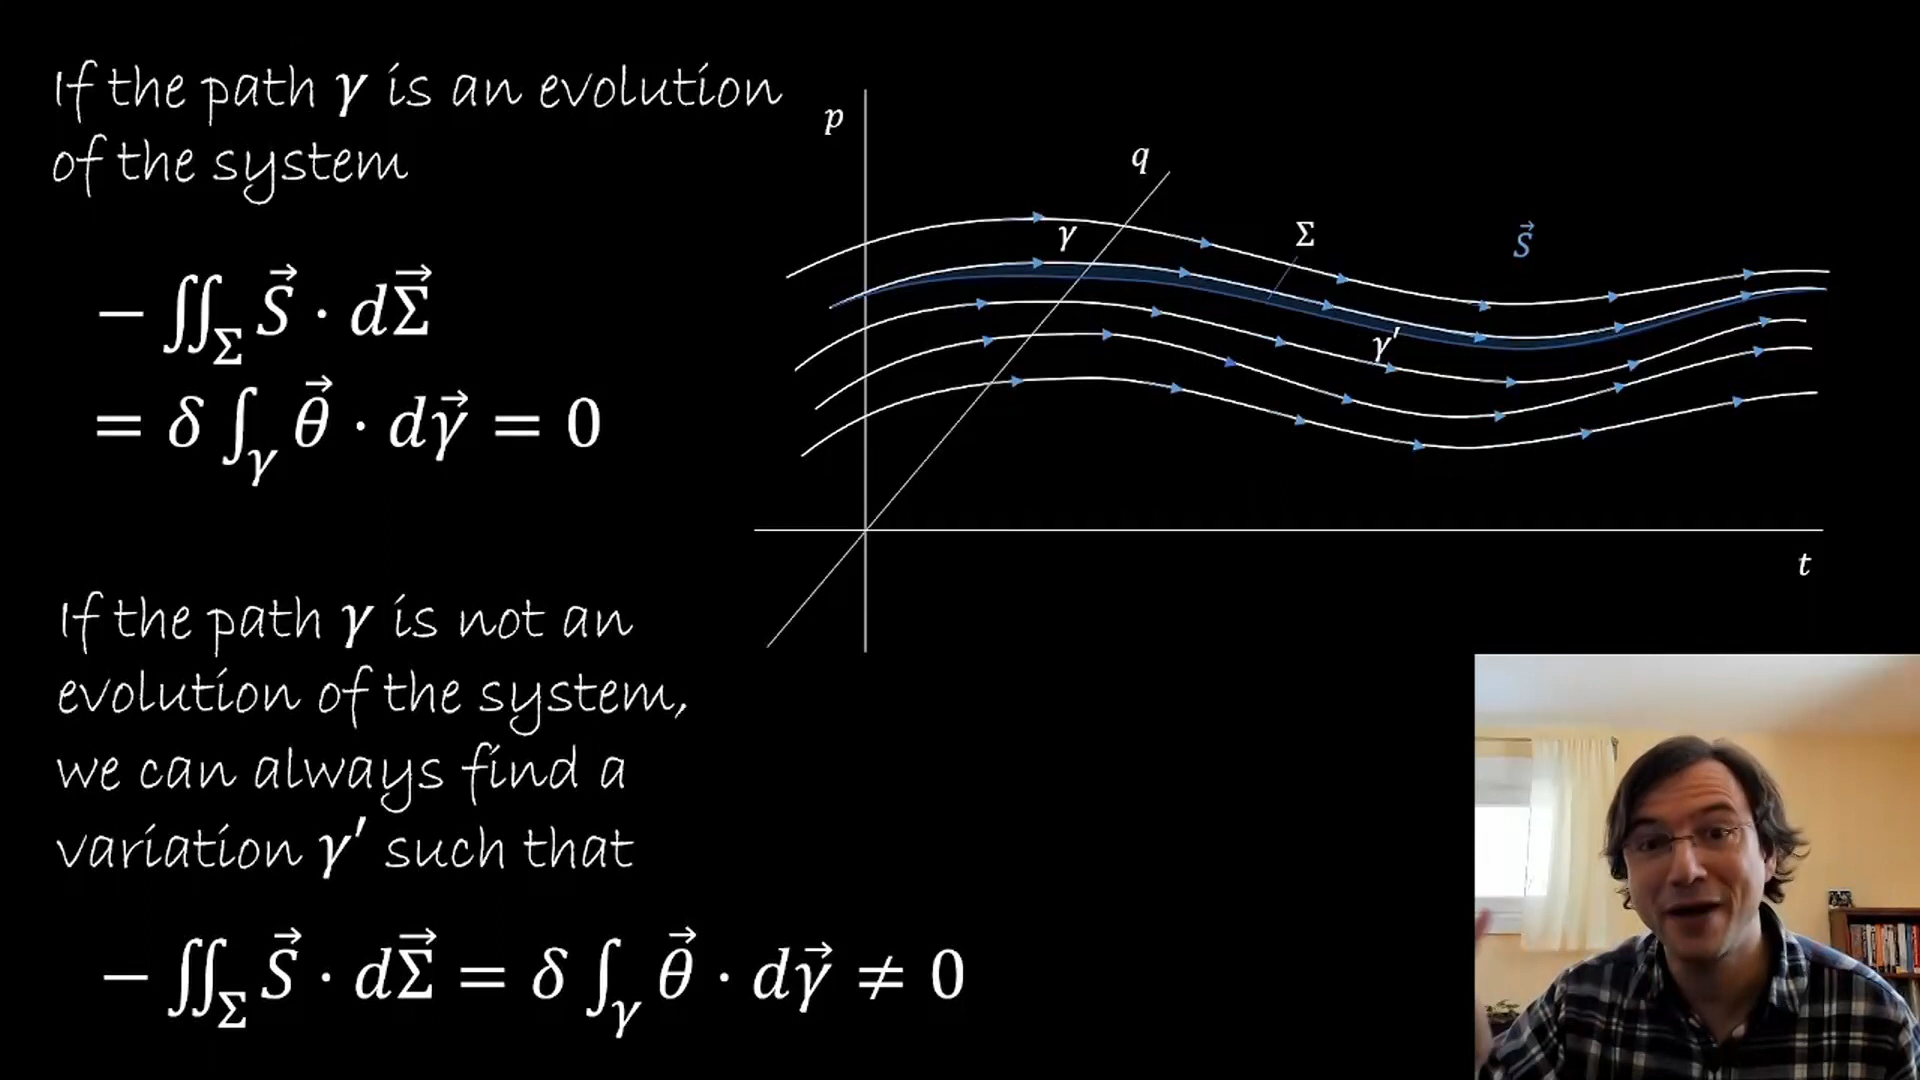 If the path γ is an evolution
of the system
− ∬_Σ S⃗ · dΣ⃗
= δ ∫_γ θ⃗ · dγ⃗ = 0
If the path γ is not an
evolution of the system,
we can always find a
variation γ′ such that
− ∬_Σ S⃗ · dΣ⃗ = δ ∫_γ θ⃗ · dγ⃗ ≠ 0
p
q
γ
Σ
S⃗
γ′
t